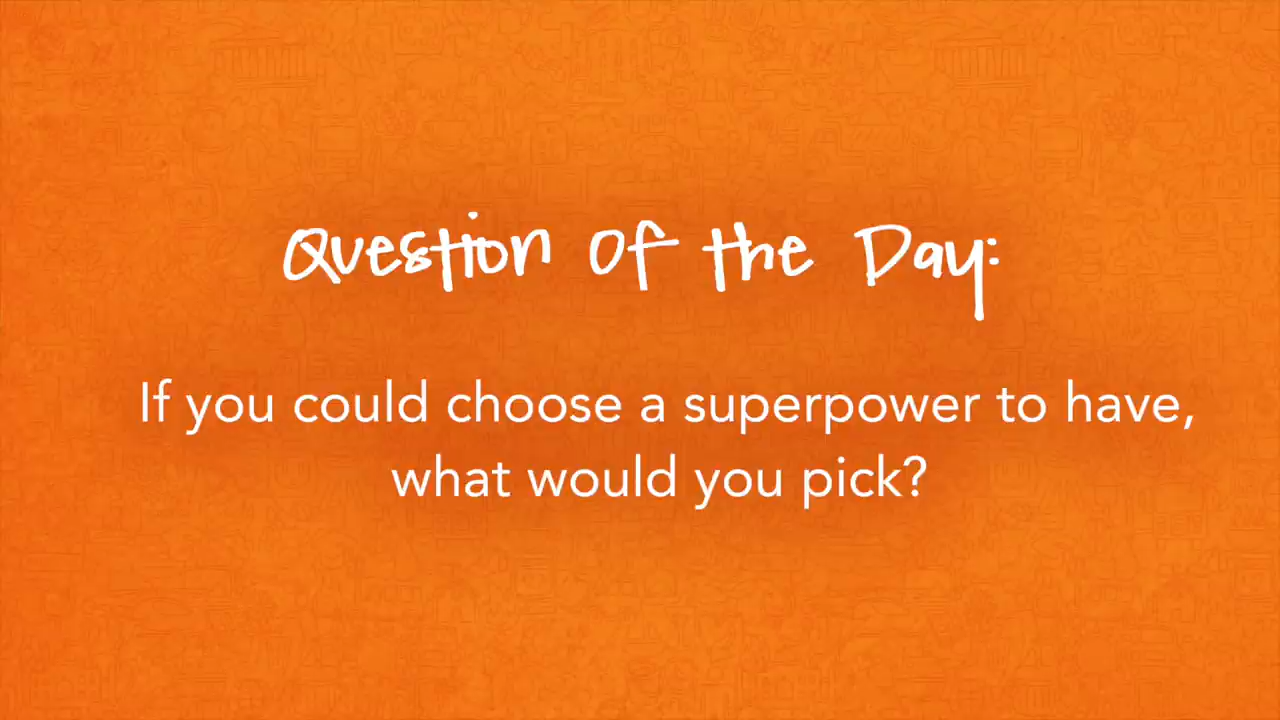 Question Of the Day:
If you could choose a superpower to have,
what would you pick?